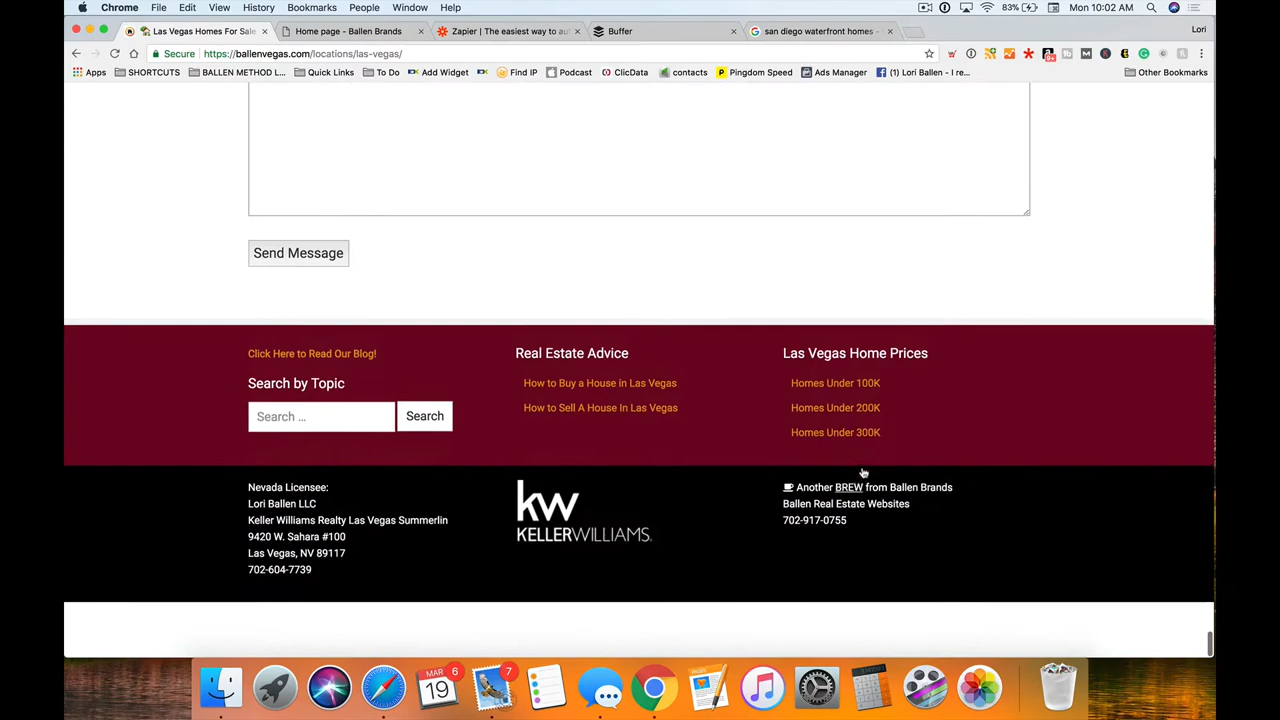 Chrome File Edit View History Bookmarks People Window Help 83% Mon 10:02 AM
Las Vegas Homes For Sale Home page - Ballen Brands Zapier | The easiest way to aut Buffer san diego waterfront homes - Lori
Secure https://ballenvegas.com/locations/las-vegas/
Apps SHORTCUTS BALLEN METHOD L... Quick Links To Do Add Widget Find IP Podcast ClicData contacts Pingdom Speed Ads Manager (1) Lori Ballen - I re... Other Bookmarks
Send Message
Click Here to Read Our Blog! Real Estate Advice Las Vegas Home Prices
Search by Topic How to Buy a House in Las Vegas Homes Under 100K
Search ... Search How to Sell A House In Las Vegas Homes Under 200K
Homes Under 300K
Nevada Licensee: Another BREW from Ballen Brands
Lori Ballen LLC kw Ballen Real Estate Websites
Keller Williams Realty Las Vegas Summerlin KELLERWILLIAMS. 702-917-0755
9420 W. Sahara #100
Las Vegas, NV 89117
702-604-7739
MAR 6 7
19